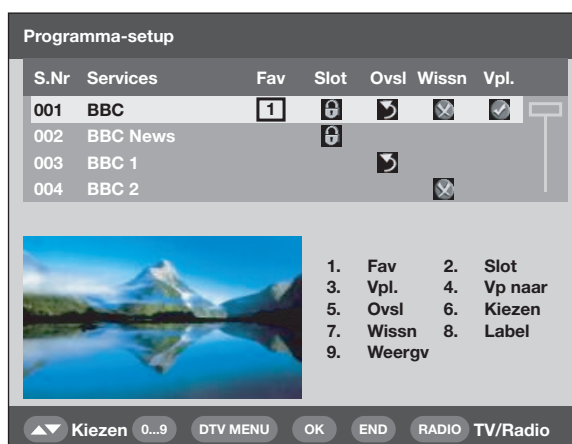 Programma-setup
S.Nr Services Fav Slot Ovsl Wissn Vpl.
001 BBC 1
002 BBC News
003 BBC 1
004 BBC 2
1. Fav 2. Slot
3. Vpl. 4. Vp naar
5. Ovsl 6. Kiezen
7. Wissn 8. Label
9. Weergv
Kiezen 0...9 DTV MENU OK END RADIO TV/Radio